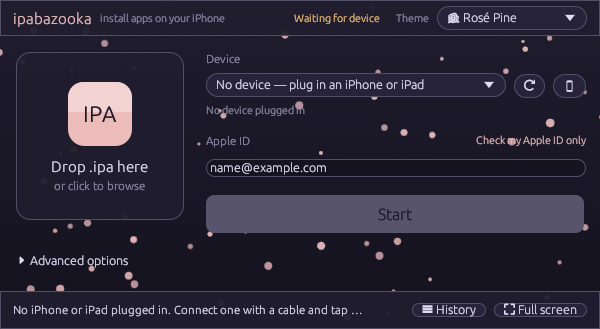 ipabazooka
install apps on your iPhone
Waiting for device
Theme
Rosé Pine
Device
No device — plug in an iPhone or iPad
No device plugged in
IPA
Drop .ipa here
or click to browse
Apple ID
Check my Apple ID only
name@example.com
Start
Advanced options
No iPhone or iPad plugged in. Connect one with a cable and tap ...
History
Full screen